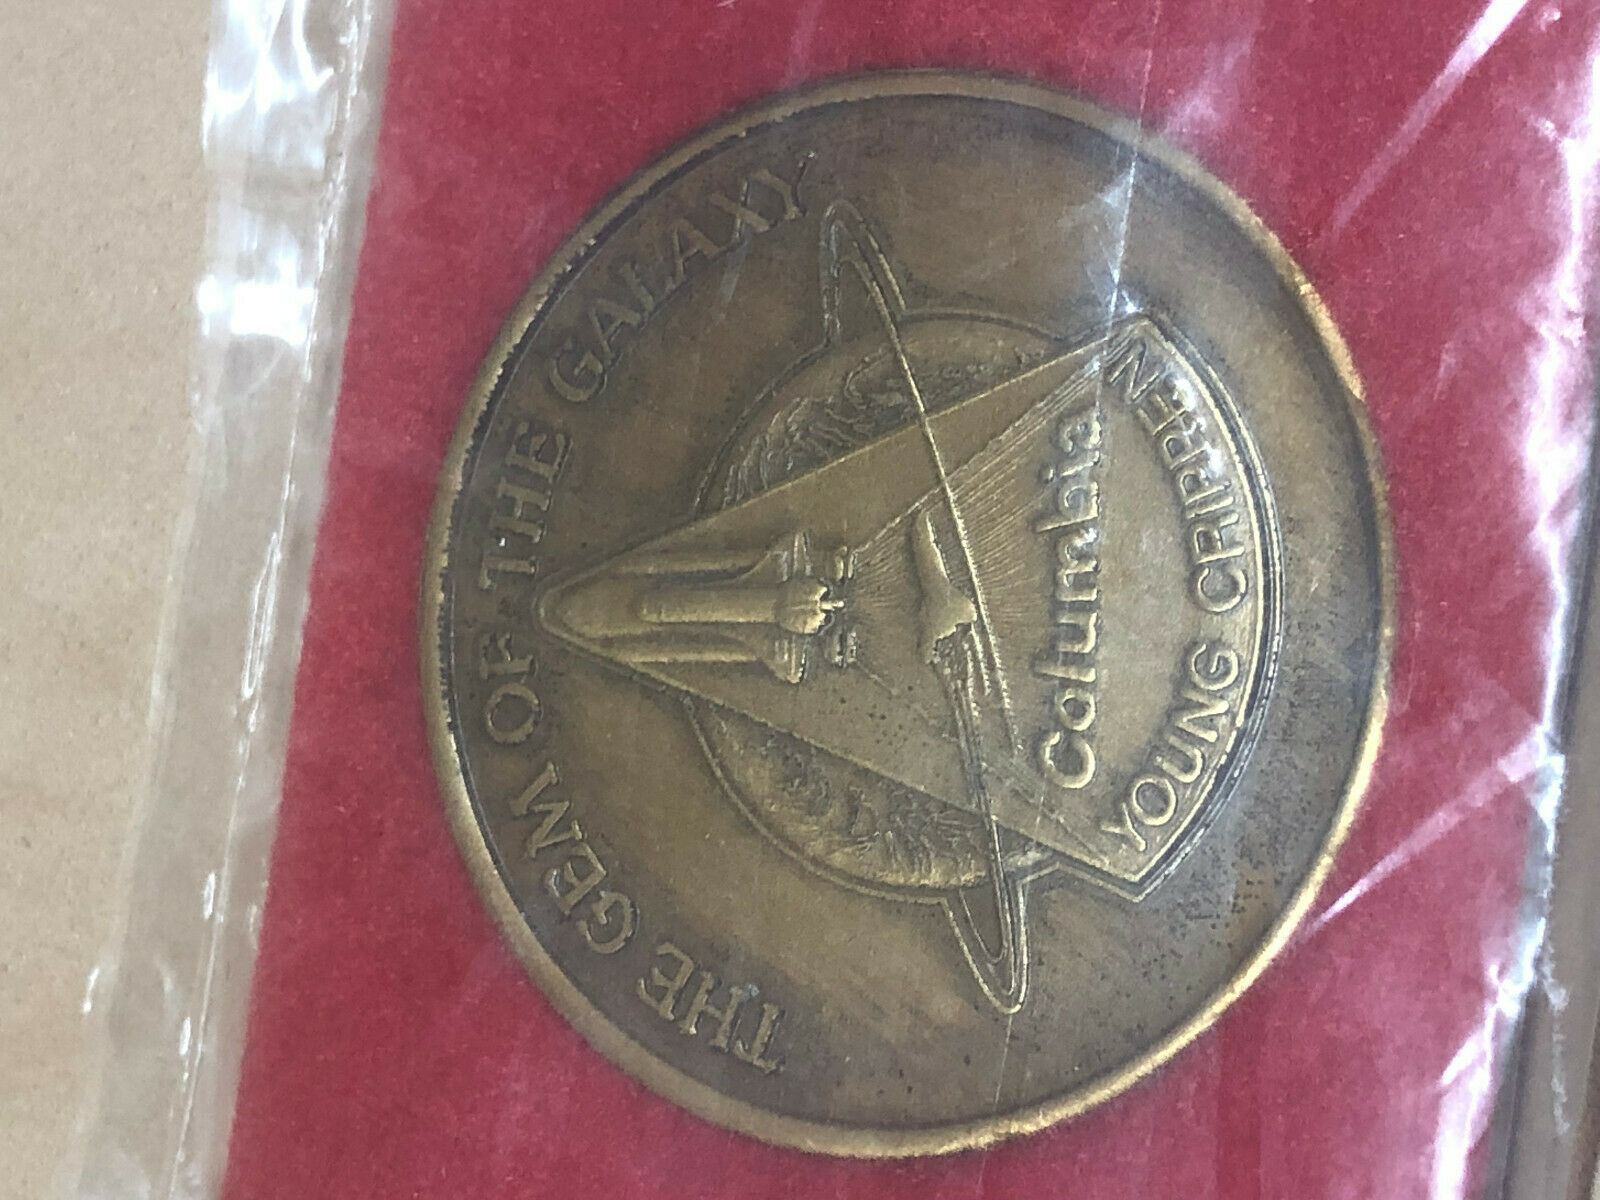 THE GEM OF THE GALAXY
Columbia
YOUNG CRIPPEN